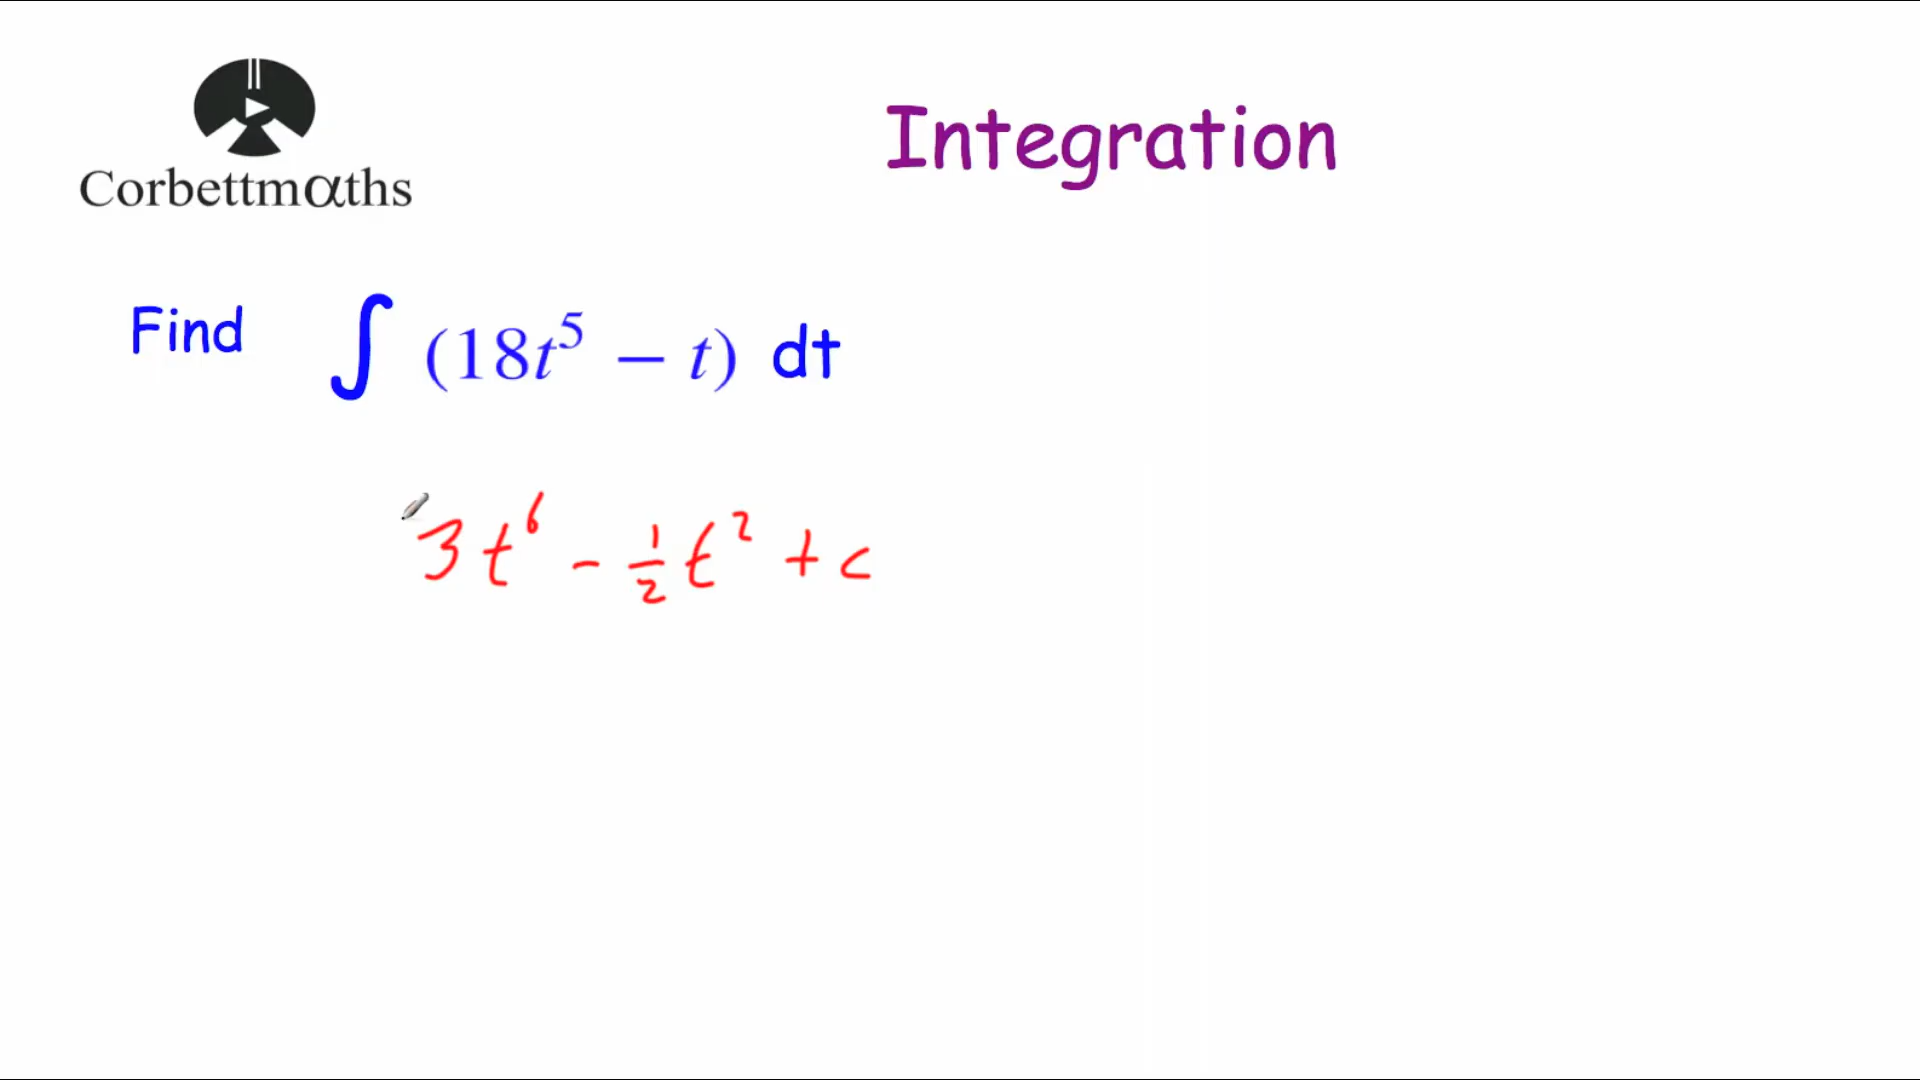 Integration
Corbettmαths
Find ∫ (18t⁵ − t) dt
3t⁶ - ½t² + c